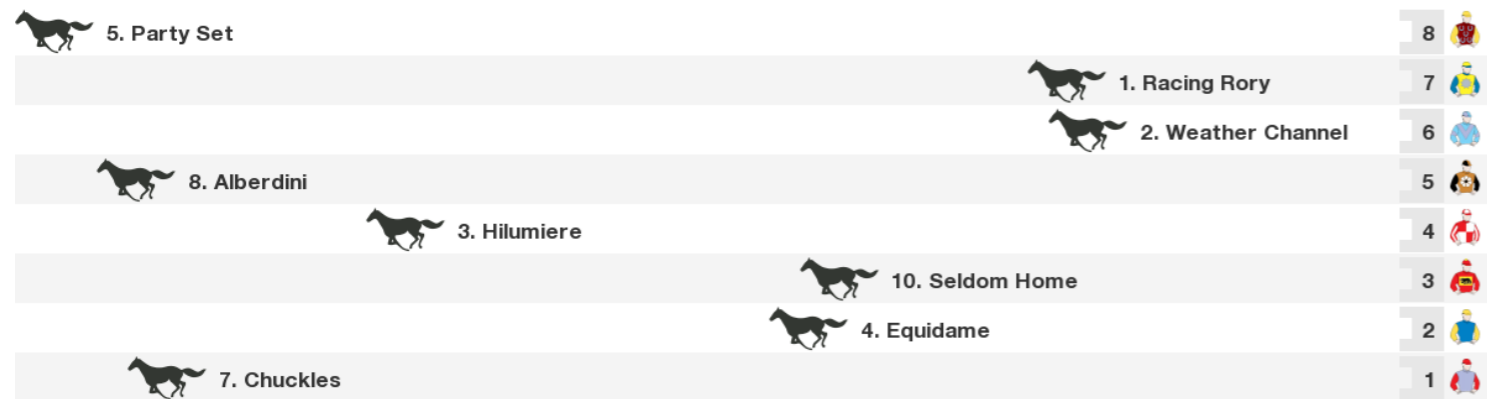 5. Party Set 8
1. Racing Rory 7
2. Weather Channel 6
8. Alberdini 5
3. Hilumiere 4
10. Seldom Home 3
4. Equidame 2
7. Chuckles 1